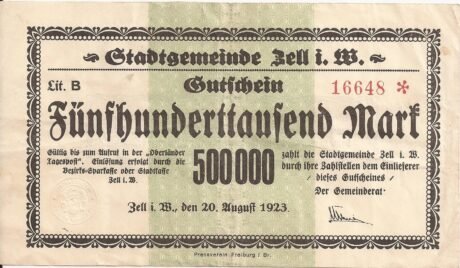 Stadtgemeinde Zell i. W.
Lit. B
Gutschein
16648 *
Fünfhunderttausend Mark
Gültig bis zum Aufruf in der "Oberländer
Tagespost". Einlösung erfolgt durch die
Bezirks-Sparkasse oder Stadtkasse
Zell i. W.
500000
zahlt die Stadtgemeinde Zell i. W.
durch ihre Zahlstellen dem Einlieferer
dieses Gutscheines
Der Gemeinderat:
Zell i. W., den 20. August 1923.
Pressverein Freiburg i. Br.